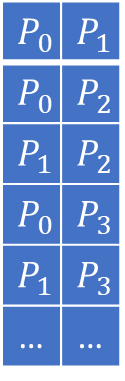 P₀ P₁
P₀ P₂
P₁ P₂
P₀ P₃
P₁ P₃
... ...